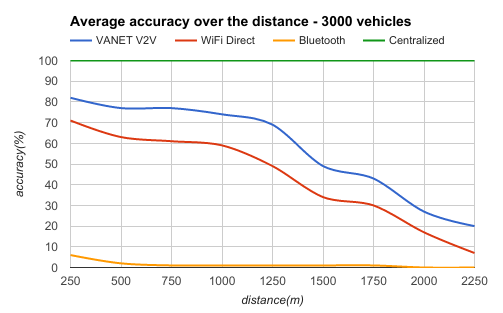 Average accuracy over the distance - 3000 vehicles
VANET V2V WiFi Direct Bluetooth Centralized
100
90
80
70
60
50
40
30
20
10
0
accuracy(%)
250 500 750 1000 1250 1500 1750 2000 2250
distance(m)